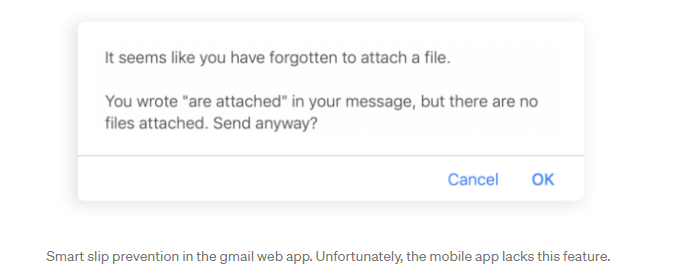 It seems like you have forgotten to attach a file.
You wrote "are attached" in your message, but there are no
files attached. Send anyway?
Cancel OK
Smart slip prevention in the gmail web app. Unfortunately, the mobile app lacks this feature.